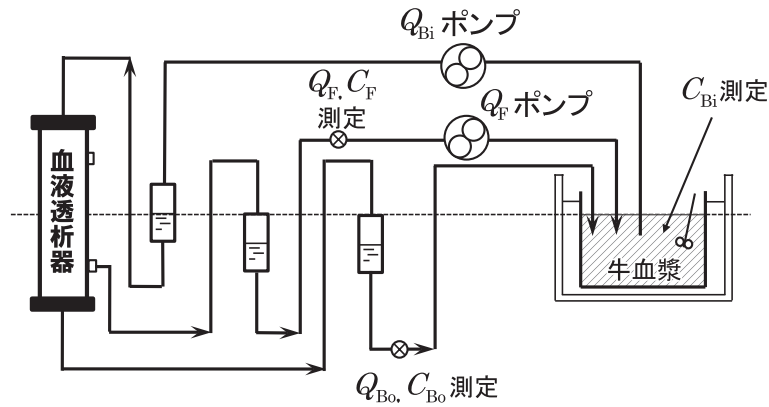 Q_Bi ポンプ
Q_F, C_F
測定
Q_F ポンプ
C_Bi 測定
血液透析器
牛血漿
Q_Bo, C_Bo 測定